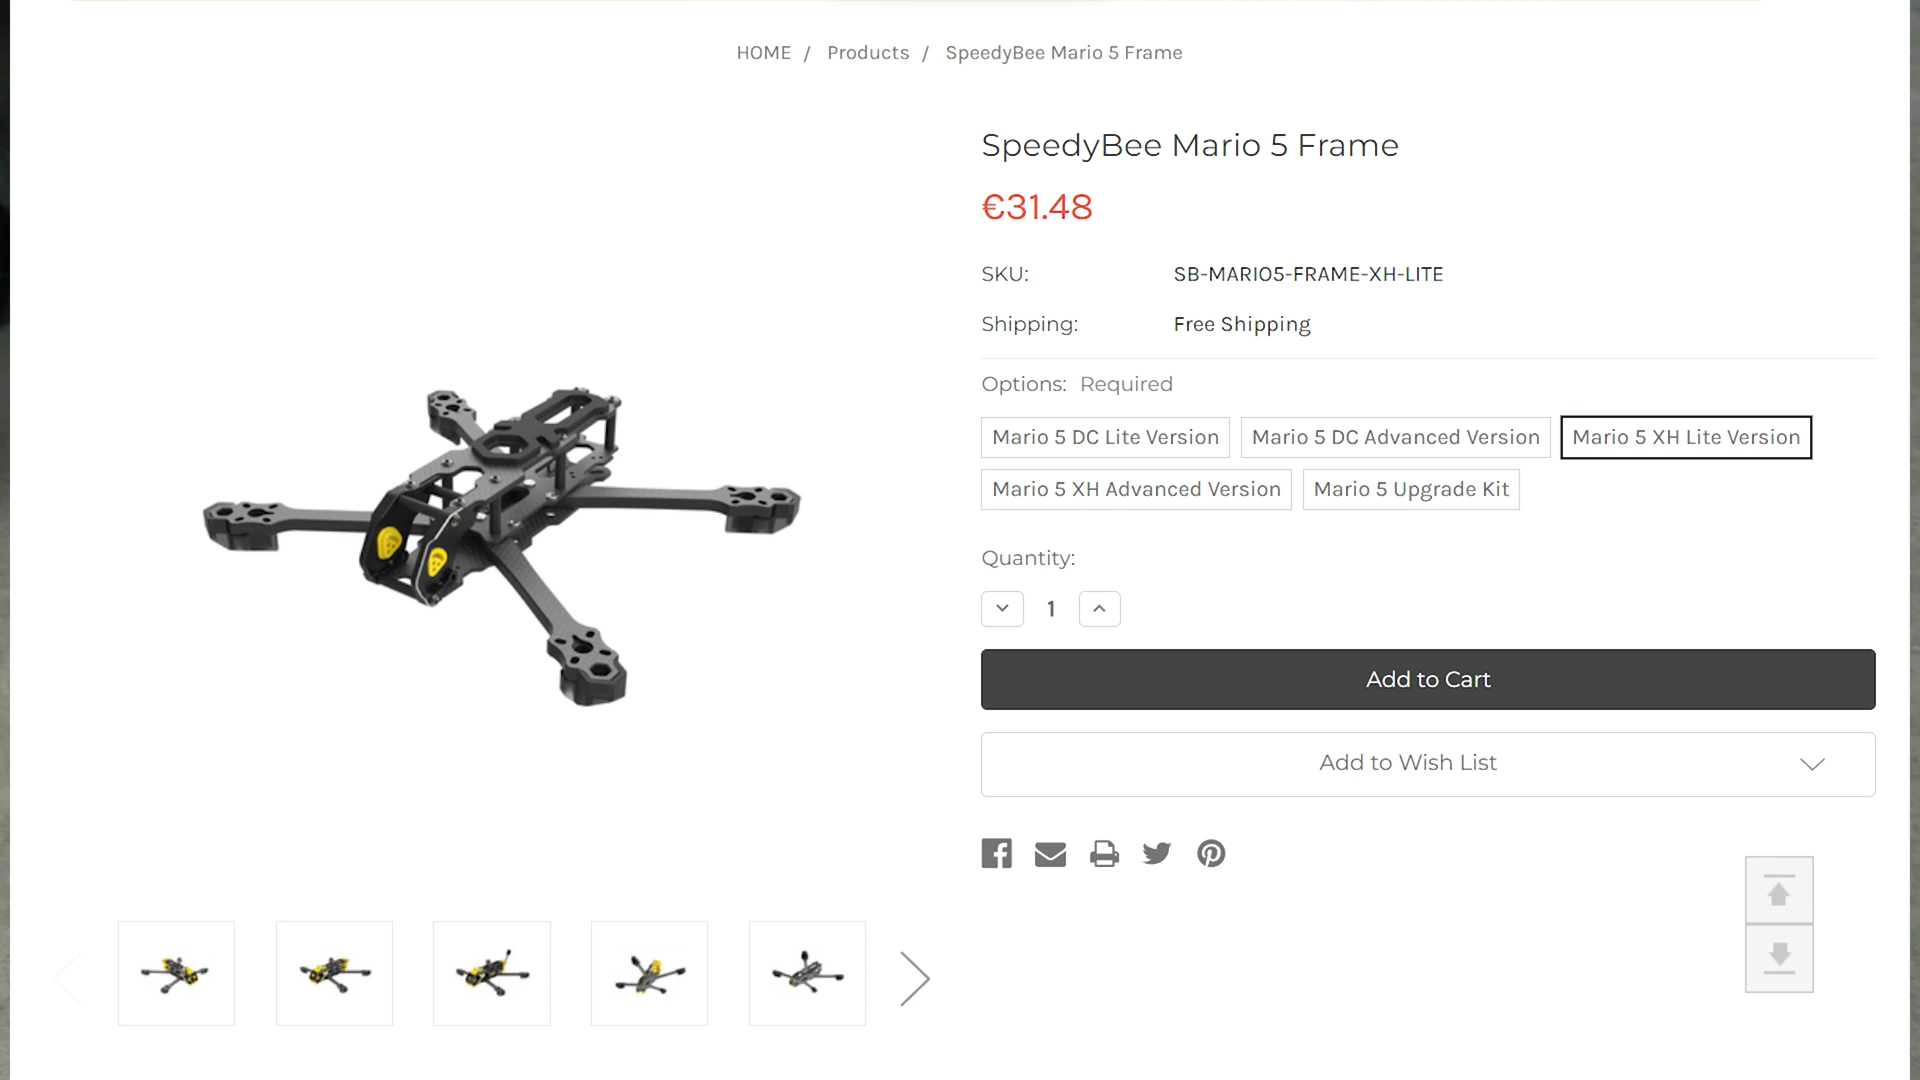 HOME / Products / SpeedyBee Mario 5 Frame
SpeedyBee Mario 5 Frame
€31.48
SKU: SB-MARIO5-FRAME-XH-LITE
Shipping: Free Shipping
Options: Required
Mario 5 DC Lite Version Mario 5 DC Advanced Version Mario 5 XH Lite Version
Mario 5 XH Advanced Version Mario 5 Upgrade Kit
Quantity:
1
Add to Cart
Add to Wish List